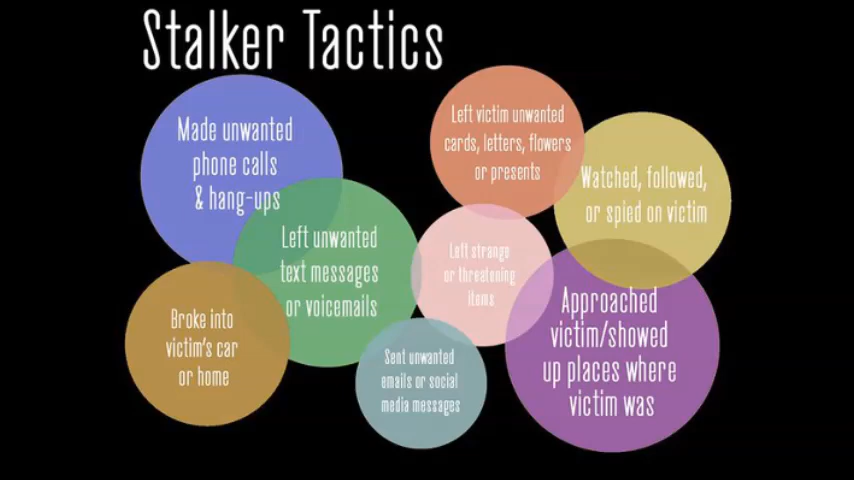 Stalker Tactics
Made unwanted
phone calls
& hang-ups
Left unwanted
text messages
or voicemails
Broke into
victim's car
or home
Left victim unwanted
cards, letters, flowers
or presents
Watched, followed,
or spied on victim
Left strange
or threatening
items
Sent unwanted
emails or social
media messages
Approached
victim/showed
up places where
victim was